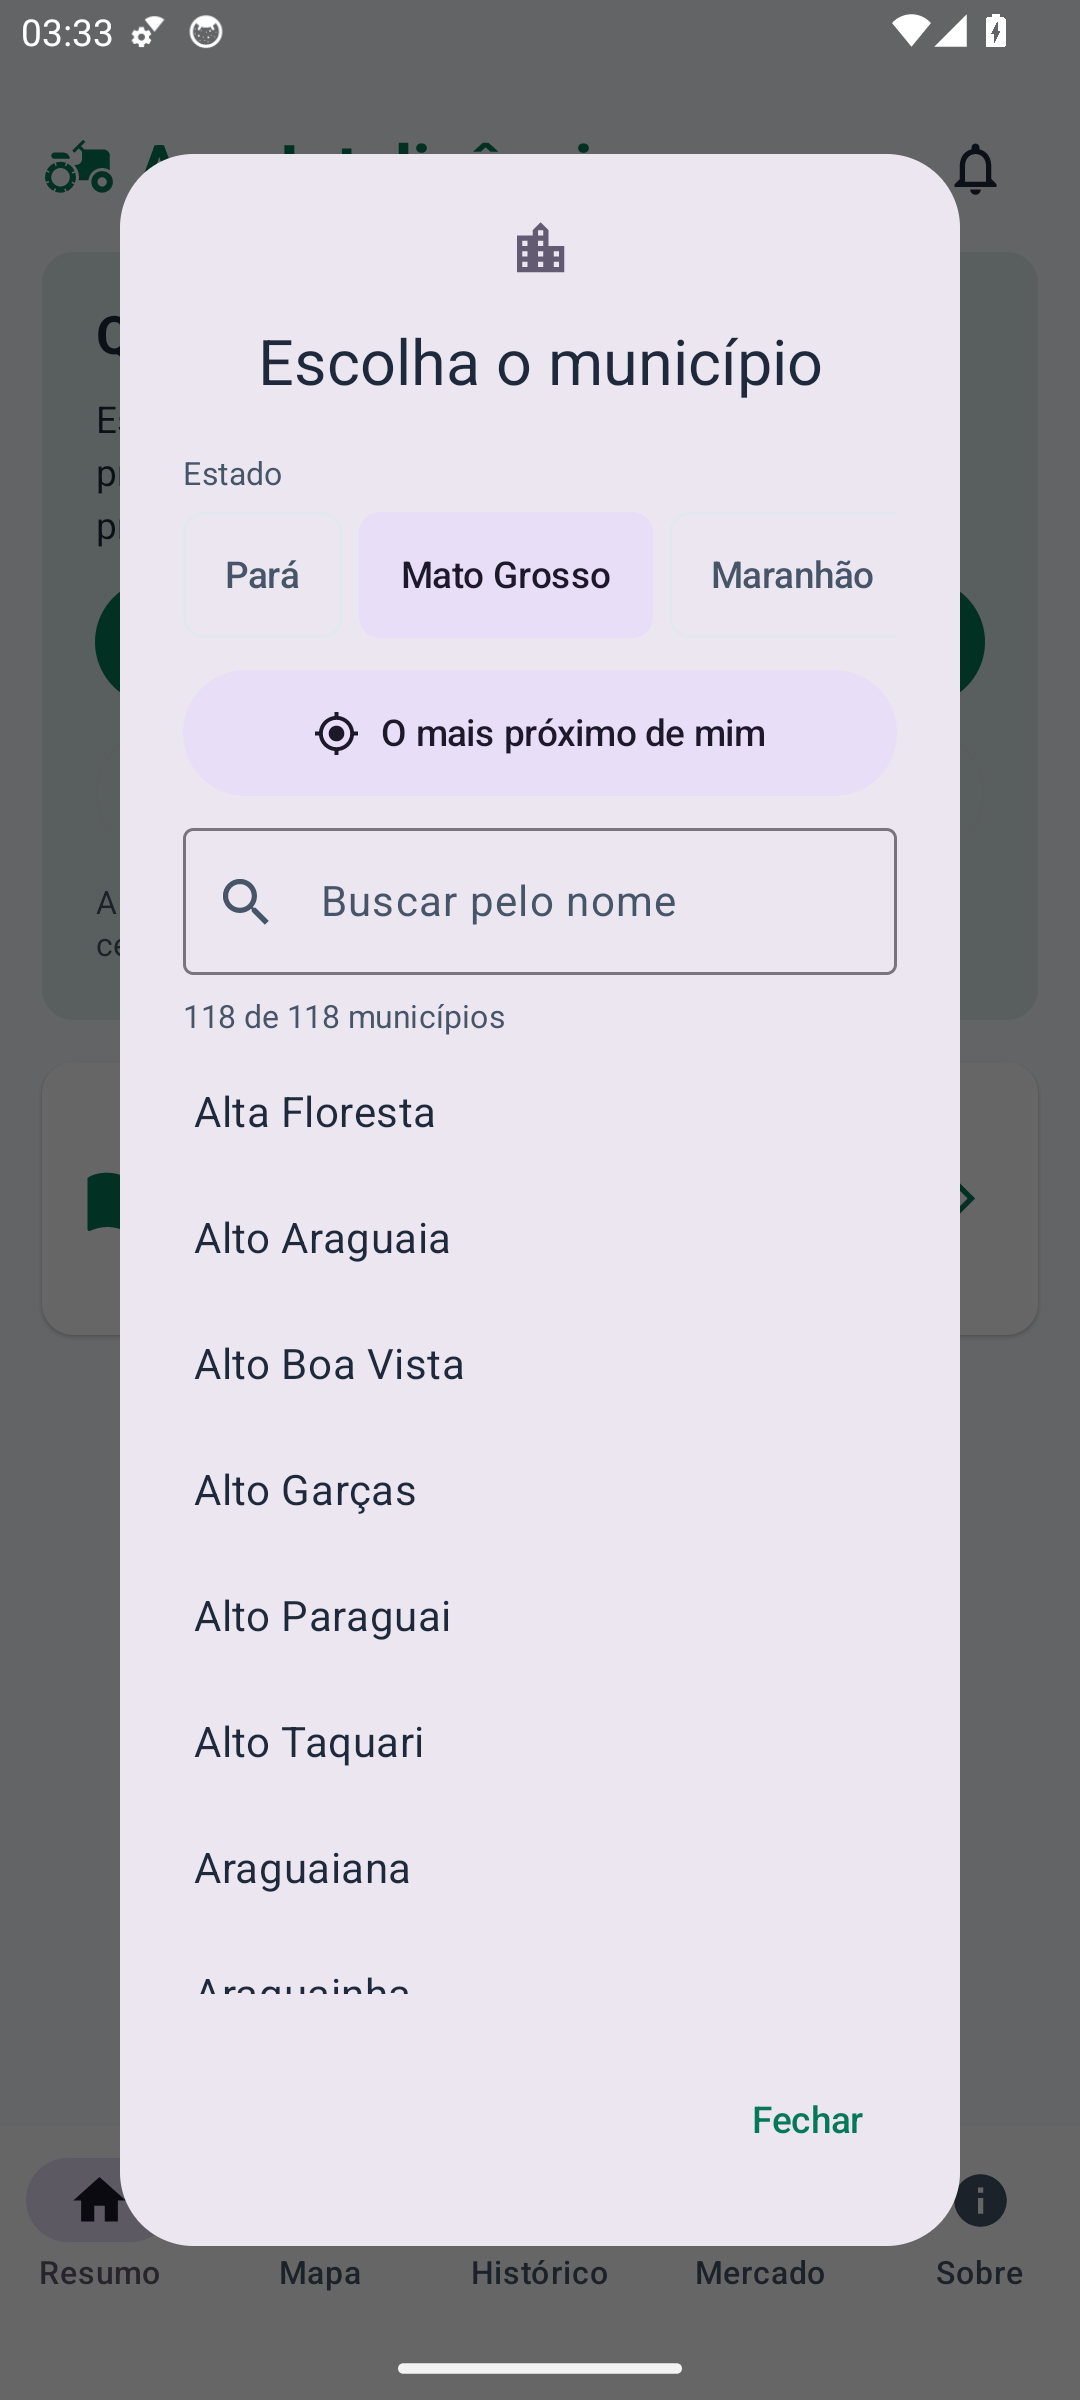 03:33
Escolha o município
Estado
Pará
Mato Grosso
Maranhão
O mais próximo de mim
Buscar pelo nome
118 de 118 municípios
Alta Floresta
Alto Araguaia
Alto Boa Vista
Alto Garças
Alto Paraguai
Alto Taquari
Araguaiana
Araguainha
Fechar
Resumo
Mapa
Histórico
Mercado
Sobre